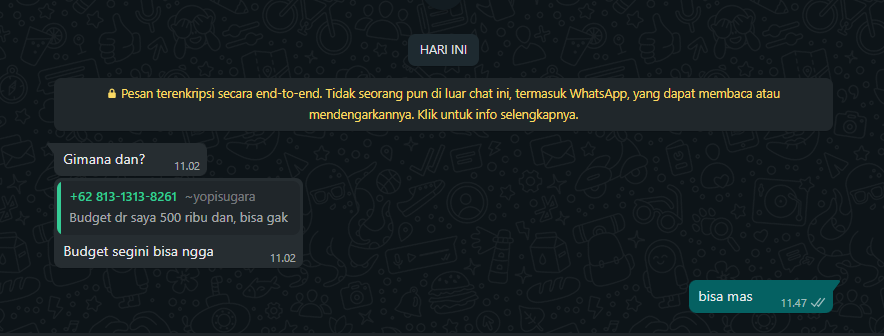 HARI INI
Pesan terenkripsi secara end-to-end. Tidak seorang pun di luar chat ini, termasuk WhatsApp, yang dapat membaca atau
mendengarkannya. Klik untuk info selengkapnya.
Gimana dan?
11.02
+62 813-1313-8261 ~yopisugara
Budget dr saya 500 ribu dan, bisa gak
Budget segini bisa ngga
11.02
bisa mas
11.47